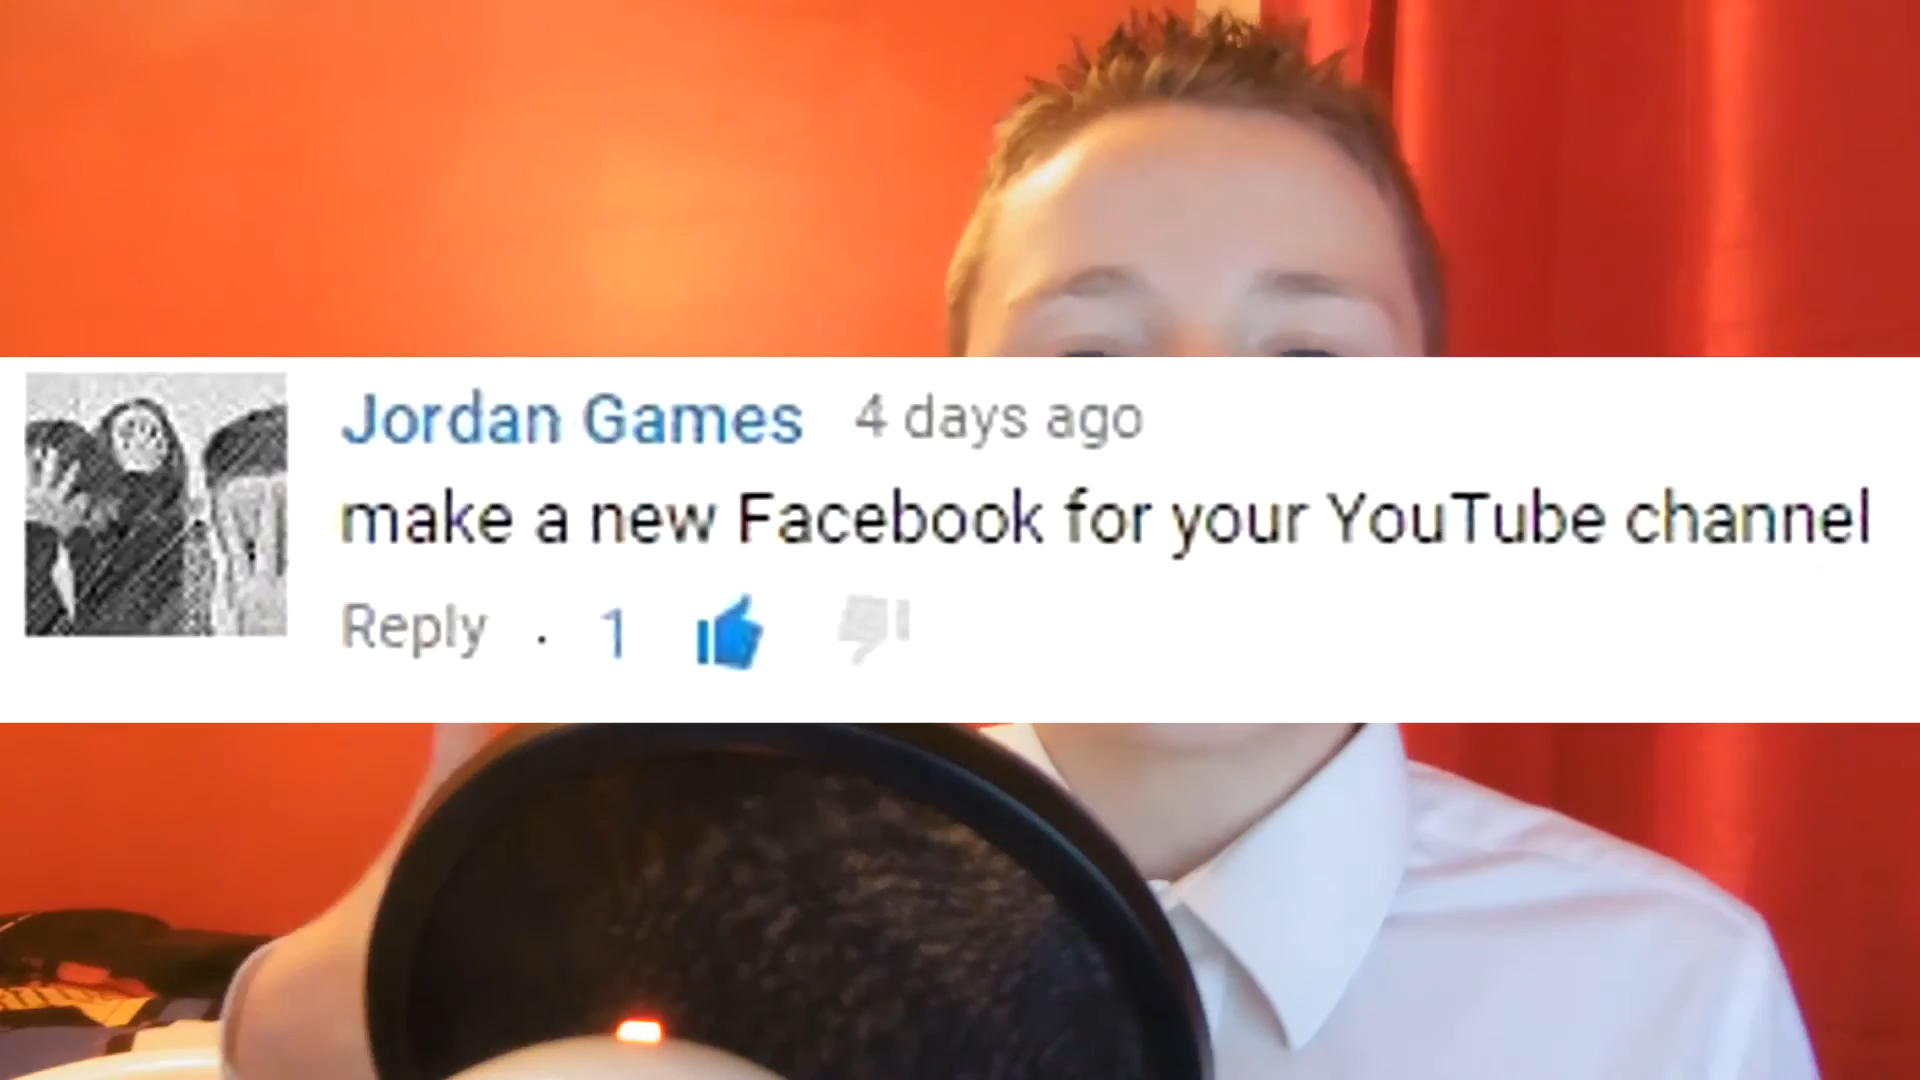 Jordan Games 4 days ago
make a new Facebook for your YouTube channel
Reply · 1